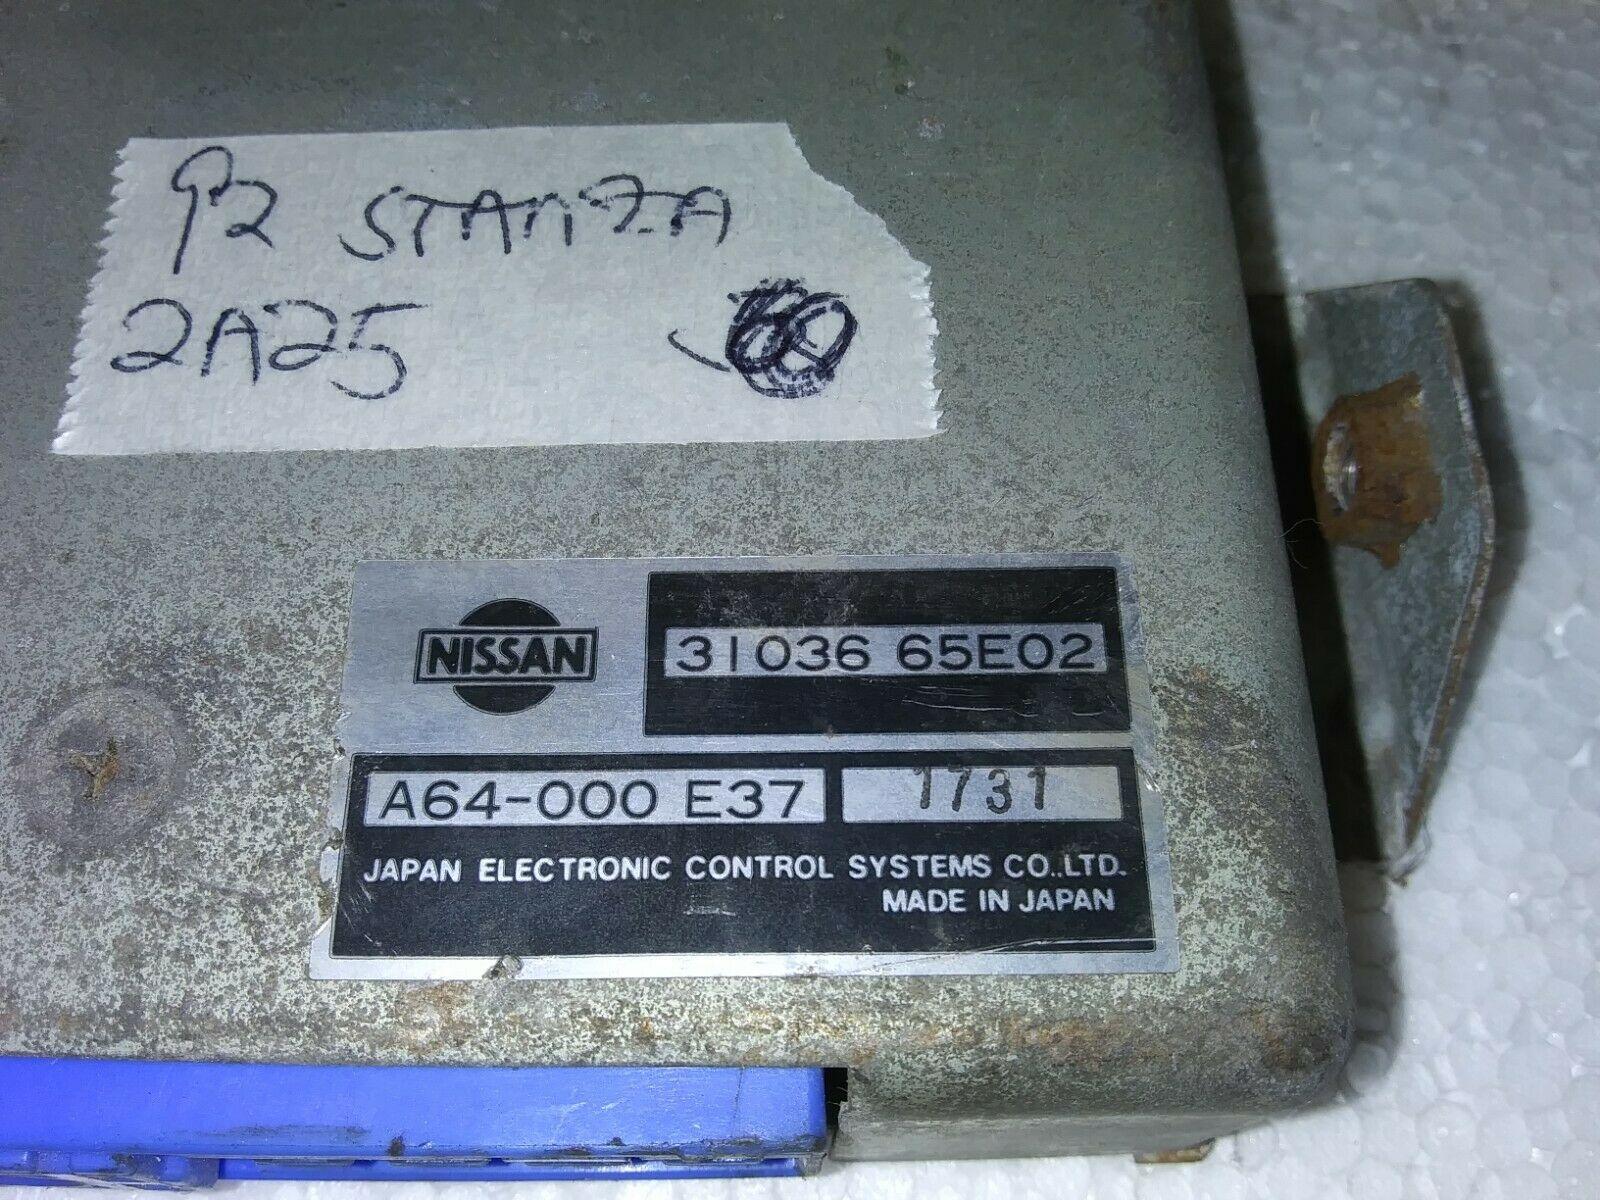 92 STANZA
2A25
NISSAN
31036 65E02
A64-000 E37
1731
JAPAN ELECTRONIC CONTROL SYSTEMS CO.,LTD.
MADE IN JAPAN